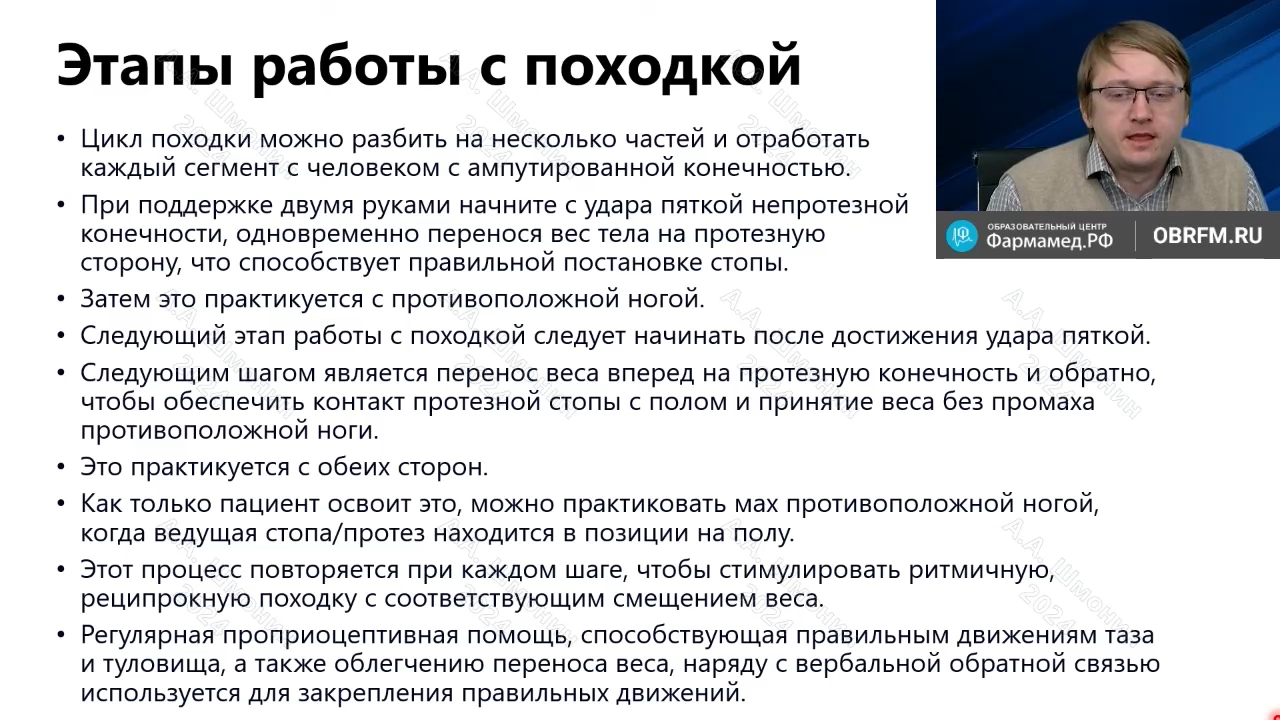 Этапы работы с походкой
• Цикл походки можно разбить на несколько частей и отработать
каждый сегмент с человеком с ампутированной конечностью.
• При поддержке двумя руками начните с удара пяткой непротезной
конечности, одновременно перенося вес тела на протезную
сторону, что способствует правильной постановке стопы.
• Затем это практикуется с противоположной ногой.
• Следующий этап работы с походкой следует начинать после достижения удара пяткой.
• Следующим шагом является перенос веса вперед на протезную конечность и обратно,
чтобы обеспечить контакт протезной стопы с полом и принятие веса без промаха
противоположной ноги.
• Это практикуется с обеих сторон.
• Как только пациент освоит это, можно практиковать мах противоположной ногой,
когда ведущая стопа/протез находится в позиции на полу.
• Этот процесс повторяется при каждом шаге, чтобы стимулировать ритмичную,
реципрокную походку с соответствующим смещением веса.
• Регулярная проприоцептивная помощь, способствующая правильным движениям таза
и туловища, а также облегчению переноса веса, наряду с вербальной обратной связью
используется для закрепления правильных движений.
ОБРАЗОВАТЕЛЬНЫЙ ЦЕНТР
Фармамед.РФ
OBRFM.RU
А.А. Шмонин
2024